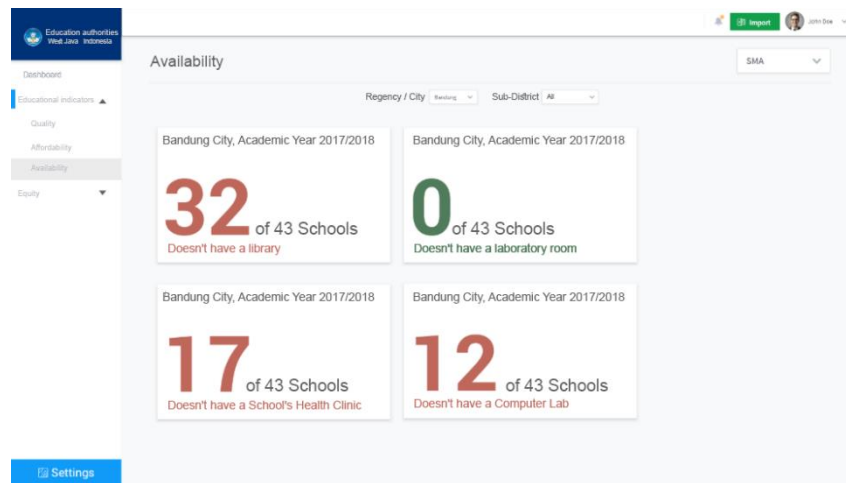 Education authorities
West Java Indonesia
Import
John Doe
Dashboard
Educational indicators
Quality
Affordability
Availability
Equity
Settings
Availability
SMA
Regency / City Bandung Sub-District All
Bandung City, Academic Year 2017/2018
32 of 43 Schools
Doesn't have a library
Bandung City, Academic Year 2017/2018
0 of 43 Schools
Doesn't have a laboratory room
Bandung City, Academic Year 2017/2018
17 of 43 Schools
Doesn't have a School's Health Clinic
Bandung City, Academic Year 2017/2018
12 of 43 Schools
Doesn't have a Computer Lab